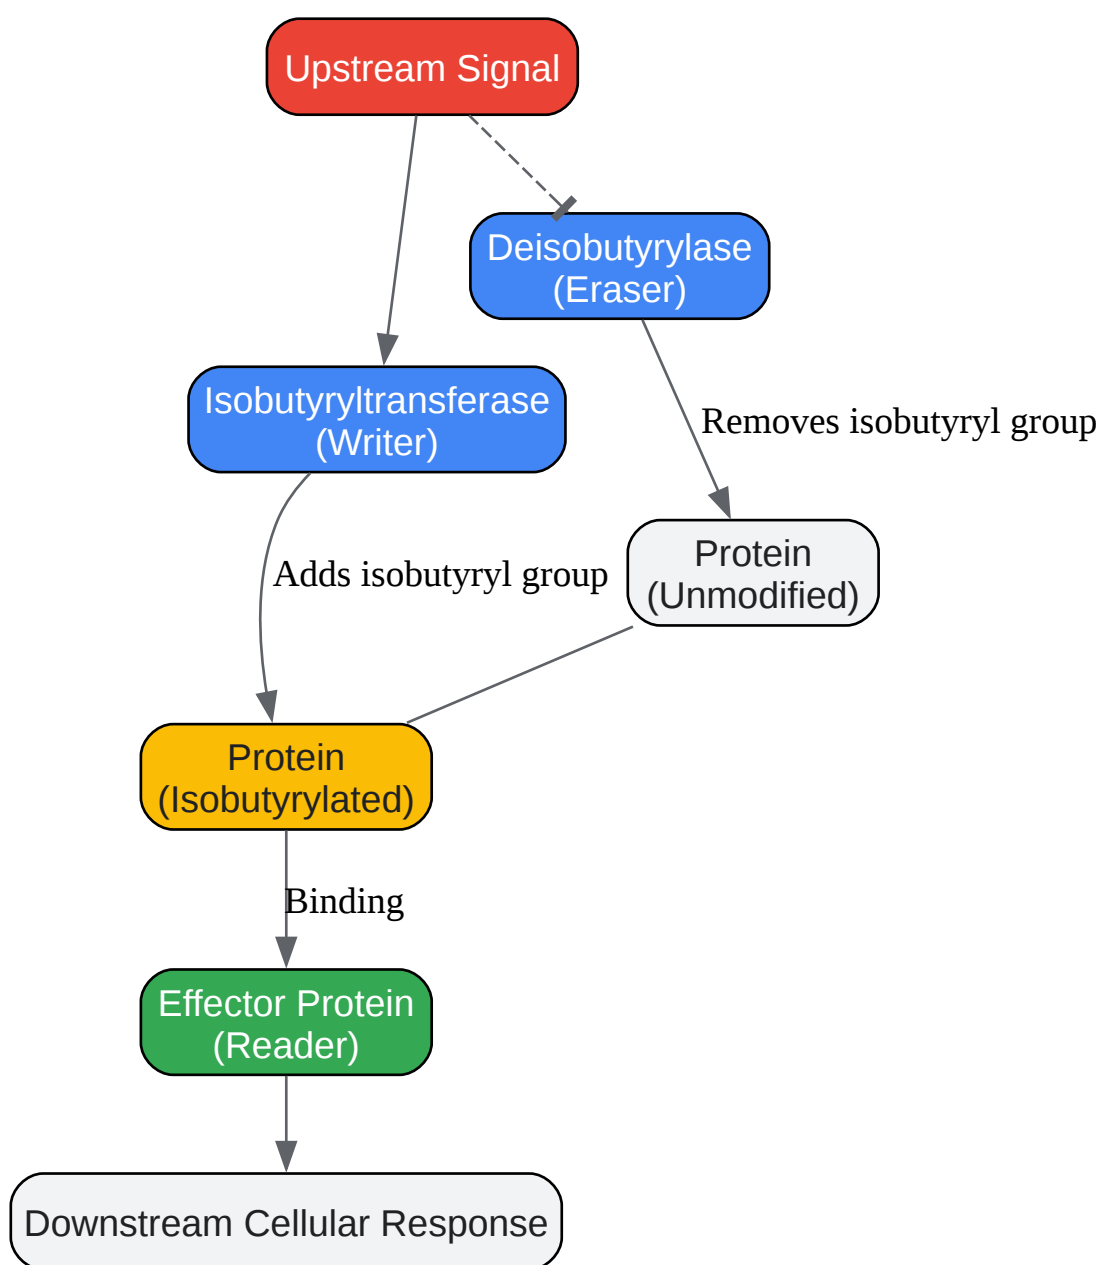 Upstream Signal
Deisobutyrylase
(Eraser)
Isobutyryltransferase
(Writer)
Removes isobutyryl group
Adds isobutyryl group
Protein
(Unmodified)
Protein
(Isobutyrylated)
Binding
Effector Protein
(Reader)
Downstream Cellular Response